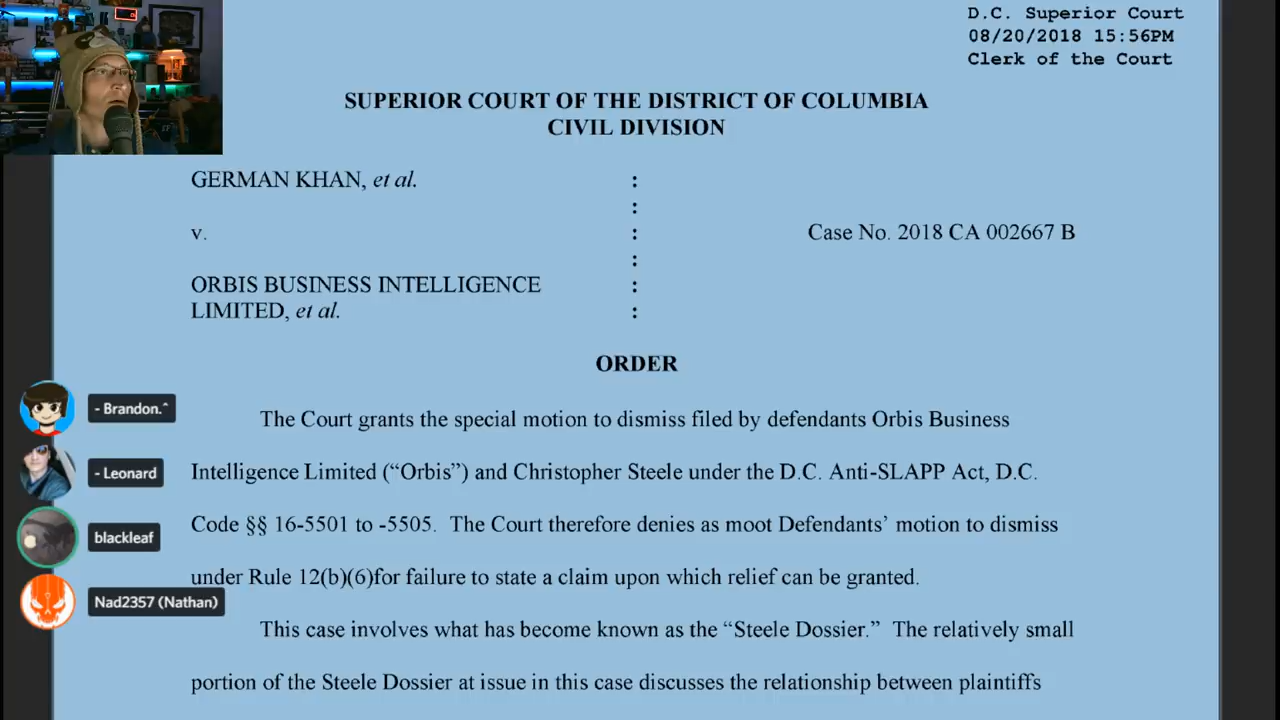 D.C. Superior Court
08/20/2018 15:56PM
Clerk of the Court
SUPERIOR COURT OF THE DISTRICT OF COLUMBIA
CIVIL DIVISION
GERMAN KHAN, et al. :
:
v. : Case No. 2018 CA 002667 B
:
ORBIS BUSINESS INTELLIGENCE :
LIMITED, et al. :
ORDER
The Court grants the special motion to dismiss filed by defendants Orbis Business
Intelligence Limited (“Orbis”) and Christopher Steele under the D.C. Anti-SLAPP Act, D.C.
Code §§ 16-5501 to -5505. The Court therefore denies as moot Defendants’ motion to dismiss
under Rule 12(b)(6)for failure to state a claim upon which relief can be granted.
This case involves what has become known as the “Steele Dossier.” The relatively small
portion of the Steele Dossier at issue in this case discusses the relationship between plaintiffs
- Brandon.^
- Leonard
blackleaf
Nad2357 (Nathan)